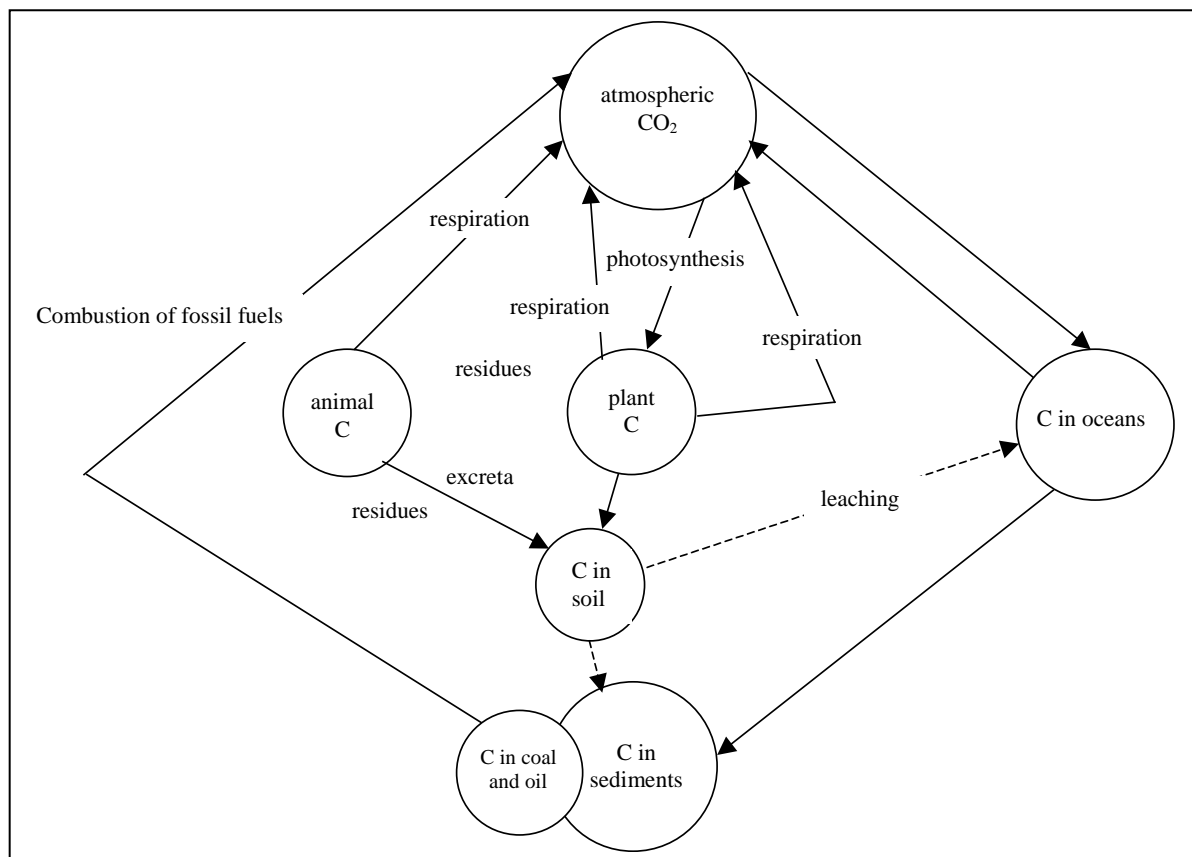 atmospheric
CO₂
respiration
photosynthesis
respiration
Combustion of fossil fuels
respiration
residues
animal
C
plant
C
C in oceans
excreta
residues
leaching
C in
soil
C in coal
and oil
C in
sediments